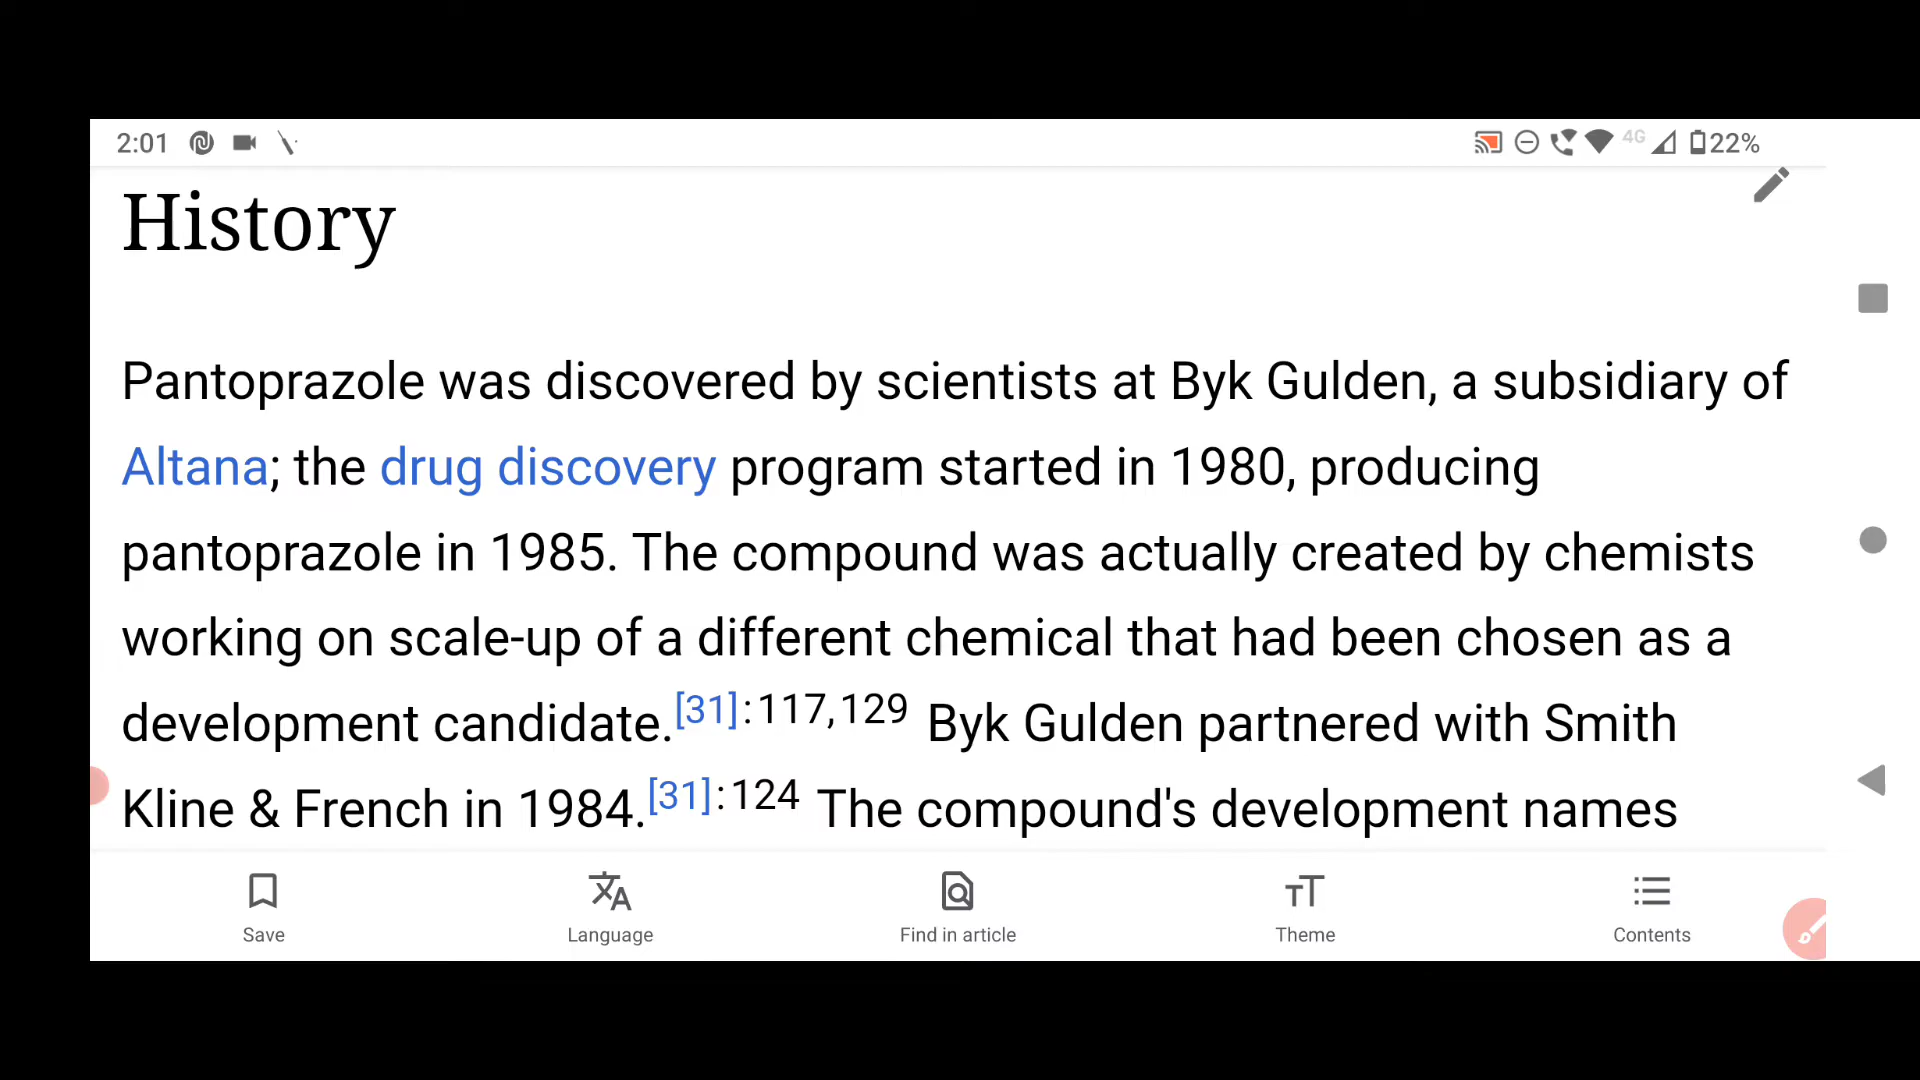 2:01 4G 22%
History
Pantoprazole was discovered by scientists at Byk Gulden, a subsidiary of
Altana; the drug discovery program started in 1980, producing
pantoprazole in 1985. The compound was actually created by chemists
working on scale-up of a different chemical that had been chosen as a
development candidate.[31]:117,129 Byk Gulden partnered with Smith
Kline & French in 1984.[31]:124 The compound's development names
Save Language Find in article Theme Contents